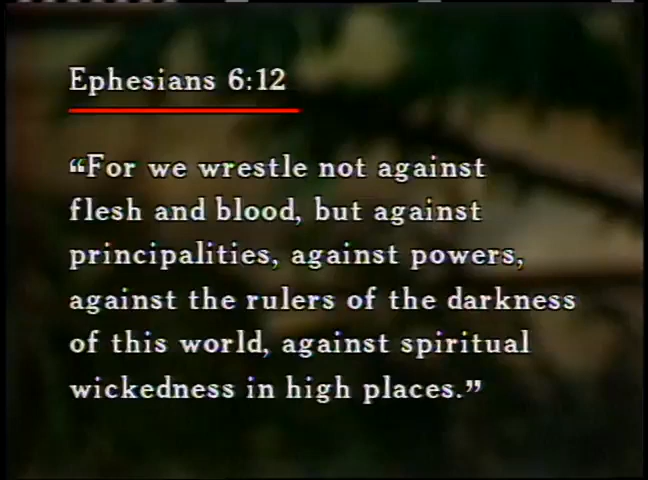 Ephesians 6:12
“For we wrestle not against
flesh and blood, but against
principalities, against powers,
against the rulers of the darkness
of this world, against spiritual
wickedness in high places.”